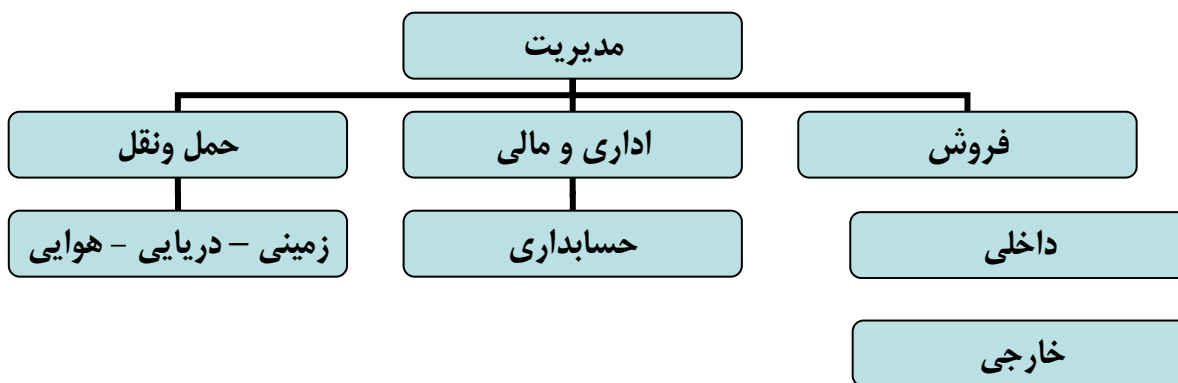 مدیریت
فروش
اداری و مالی
حمل ونقل
داخلی
حسابداری
زمینی – دریایی - هوایی
خارجی